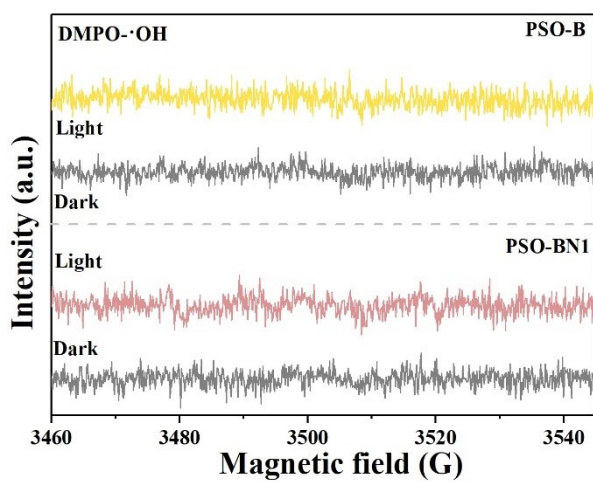 DMPO-·OH
PSO-B
Light
Dark
PSO-BN1
Light
Dark
Intensity (a.u.)
3460 3480 3500 3520 3540
Magnetic field (G)